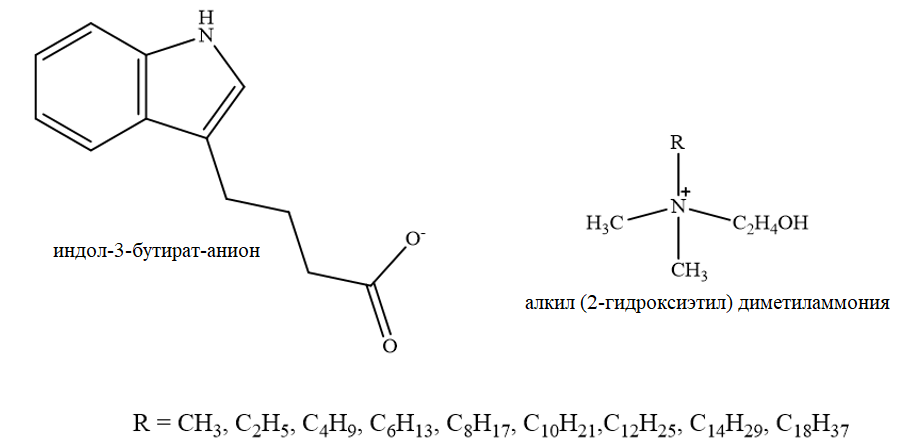 H
N
R
+
H₃C
N
C₂H₄OH
CH₃
O⁻
индол-3-бутират-анион
O
алкил (2-гидроксиэтил) диметиламмония
R = CH₃, C₂H₅, C₄H₉, C₆H₁₃, C₈H₁₇, C₁₀H₂₁,C₁₂H₂₅, C₁₄H₂₉, C₁₈H₃₇